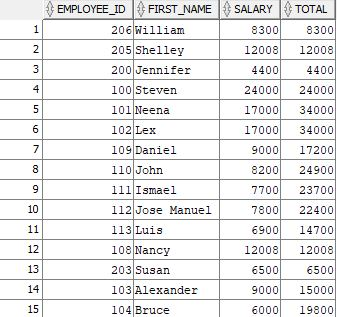 EMPLOYEE_ID FIRST_NAME SALARY TOTAL
1 206 William 8300 8300
2 205 Shelley 12008 12008
3 200 Jennifer 4400 4400
4 100 Steven 24000 24000
5 101 Neena 17000 34000
6 102 Lex 17000 34000
7 109 Daniel 9000 17200
8 110 John 8200 24900
9 111 Ismael 7700 23700
10 112 Jose Manuel 7800 22400
11 113 Luis 6900 14700
12 108 Nancy 12008 12008
13 203 Susan 6500 6500
14 103 Alexander 9000 15000
15 104 Bruce 6000 19800